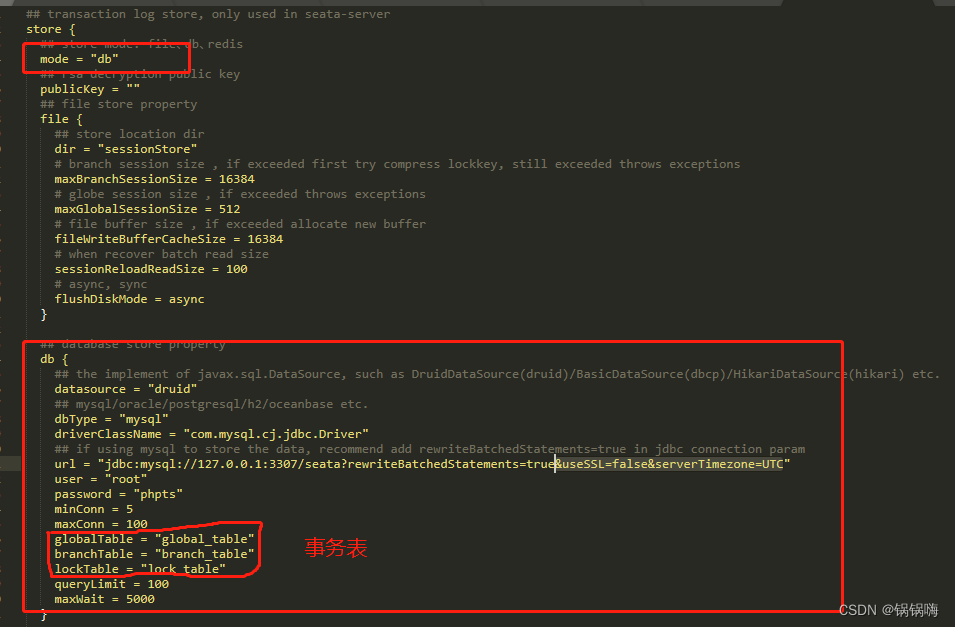 ## transaction log store, only used in seata-server
store {
## store mode: file、db、redis
mode = "db"
## rsa decryption public key
publicKey = ""
## file store property
file {
## store location dir
dir = "sessionStore"
# branch session size , if exceeded first try compress lockkey, still exceeded throws exceptions
maxBranchSessionSize = 16384
# globe session size , if exceeded throws exceptions
maxGlobalSessionSize = 512
# file buffer size , if exceeded allocate new buffer
fileWriteBufferCacheSize = 16384
# when recover batch read size
sessionReloadReadSize = 100
# async, sync
flushDiskMode = async
}
## database store property
db {
## the implement of javax.sql.DataSource, such as DruidDataSource(druid)/BasicDataSource(dbcp)/HikariDataSource(hikari) etc.
datasource = "druid"
## mysql/oracle/postgresql/h2/oceanbase etc.
dbType = "mysql"
driverClassName = "com.mysql.cj.jdbc.Driver"
## if using mysql to store the data, recommend add rewriteBatchedStatements=true in jdbc connection param
url = "jdbc:mysql://127.0.0.1:3307/seata?rewriteBatchedStatements=true&useSSL=false&serverTimezone=UTC"
user = "root"
password = "phpts"
minConn = 5
maxConn = 100
globalTable = "global_table"
branchTable = "branch_table" 事务表
lockTable = "lock_table"
queryLimit = 100
maxWait = 5000
}
CSDN @锅锅嗨